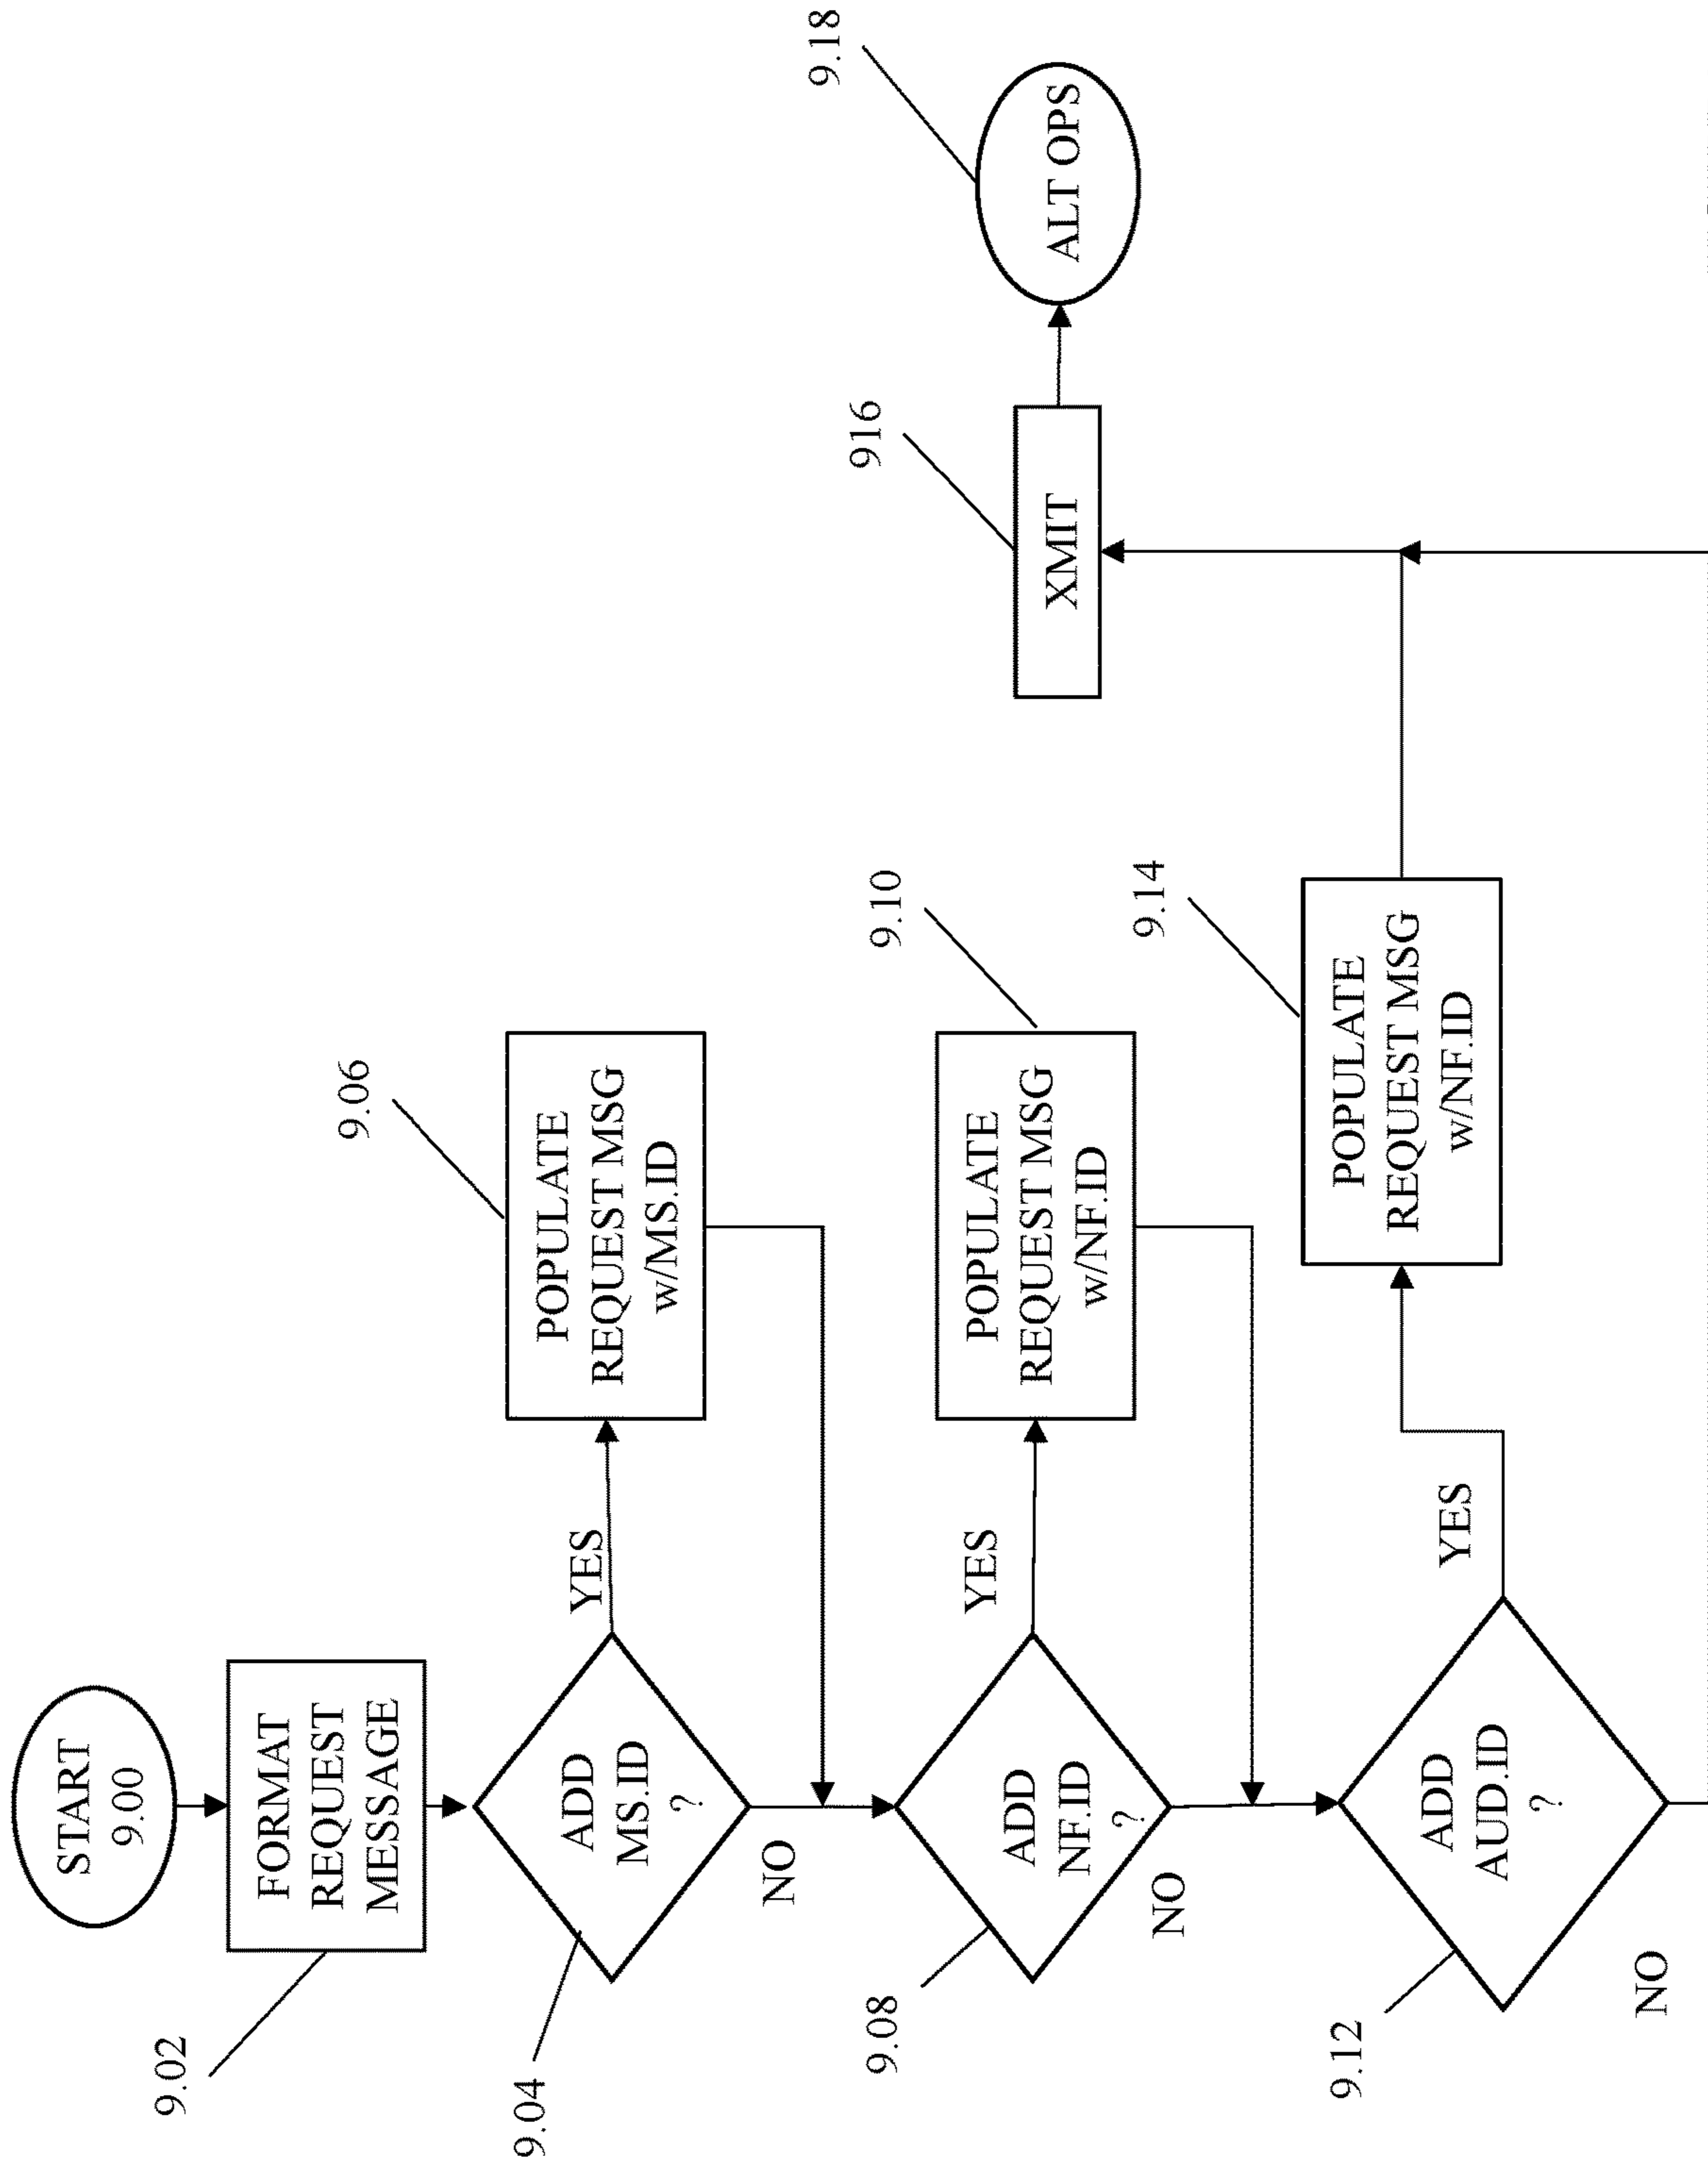 START
9.00
9.02
FORMAT
REQUEST
MESSAGE
9.04
ADD
MS.ID
?
YES
NO
9.06
POPULATE
REQUEST MSG
w/MS.ID
9.08
ADD
NF.ID
?
YES
NO
9.10
POPULATE
REQUEST MSG
w/NF.ID
9.12
ADD
AUD.ID
?
YES
NO
9.14
POPULATE
REQUEST MSG
w/NF.ID
916
XMIT
9.18
ALT OPS